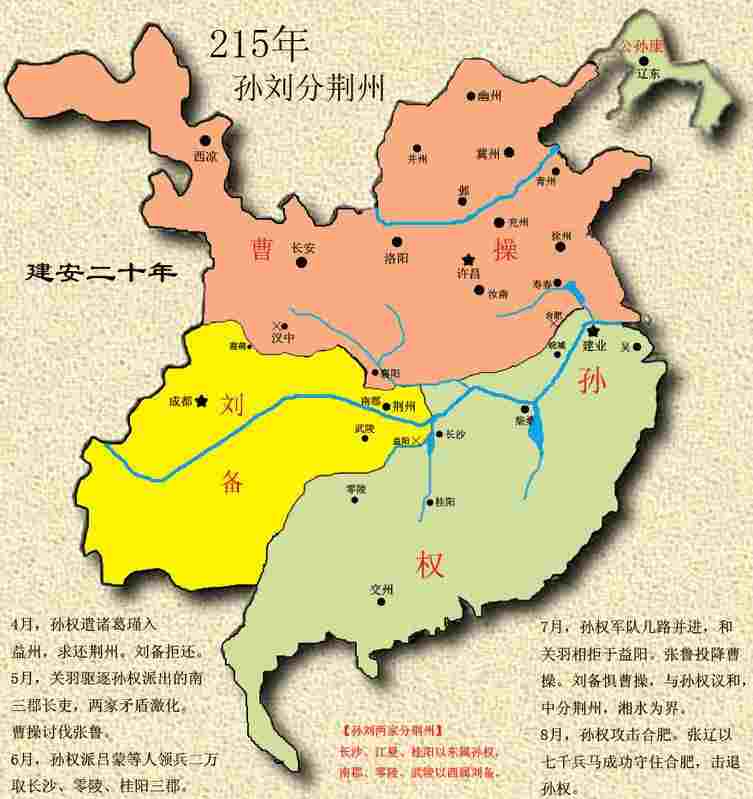 215年
孙刘分荆州
公孙康
辽东
幽州
西凉
并州
冀州
青州
邺
兖州
徐州
曹
操
长安
洛阳
许昌
建安二十年
汝南
寿春
汉中
合肥
建业
皖城
吴
襄阳
孙
成都
刘
南郡
荆州
柴桑
武陵
益阳
长沙
备
零陵
桂阳
权
交州
4月，孙权遣诸葛瑾入
益州，求还荆州。刘备拒还。
5月，关羽驱逐孙权派出的南
三郡长吏，两家矛盾激化。
曹操讨伐张鲁。
6月，孙权派吕蒙等人领兵二万
取长沙、零陵、桂阳三郡。
【孙刘两家分荆州】
长沙、江夏、桂阳以东属孙权，
南郡、零陵、武陵以西属刘备。
7月，孙权军队几路并进，和
关羽相拒于益阳。张鲁投降曹
操。刘备惧曹操，与孙权议和，
中分荆州，湘水为界。
8月，孙权攻击合肥。张辽以
七千兵马成功守住合肥，击退
孙权。